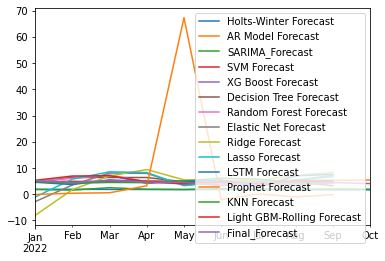 70
60
50
40
30
20
10
0
−10
Jan
2022
Feb
Mar
Apr
May
Sep
Oct
Holts-Winter Forecast
AR Model Forecast
SARIMA_Forecast
SVM Forecast
XG Boost Forecast
Decision Tree Forecast
Random Forest Forecast
Elastic Net Forecast
Ridge Forecast
Lasso Forecast
LSTM Forecast
Prophet Forecast
KNN Forecast
Light GBM-Rolling Forecast
Final_Forecast